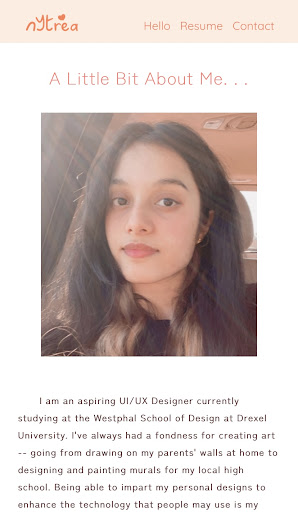 nytrea
Hello Resume Contact
A Little Bit About Me. . .
I am an aspiring UI/UX Designer currently
studying at the Westphal School of Design at Drexel
University. I've always had a fondness for creating art
-- going from drawing on my parents' walls at home to
designing and painting murals for my local high
school. Being able to impart my personal designs to
enhance the technology that people may use is my